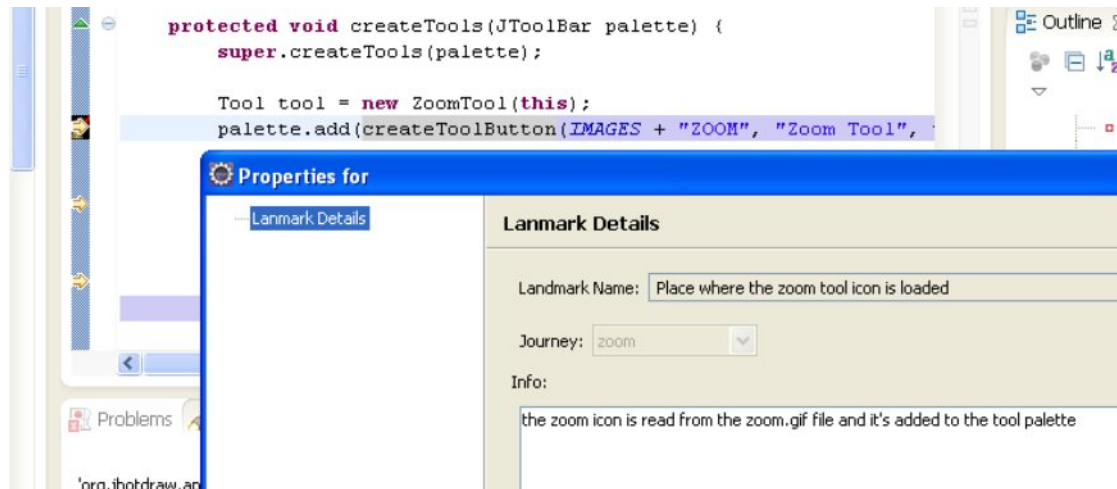 protected void createTools(JToolBar palette) {
Outline
super.createTools(palette);
Tool tool = new ZoomTool(this);
palette.add(createToolButton(IMAGES + "ZOOM", "Zoom Tool",
Properties for
Lanmark Details
Lanmark Details
Landmark Name: Place where the zoom tool icon is loaded
Journey: zoom
Info:
the zoom icon is read from the zoom.gif file and it's added to the tool palette
Problems
'org.jhotdraw.ap